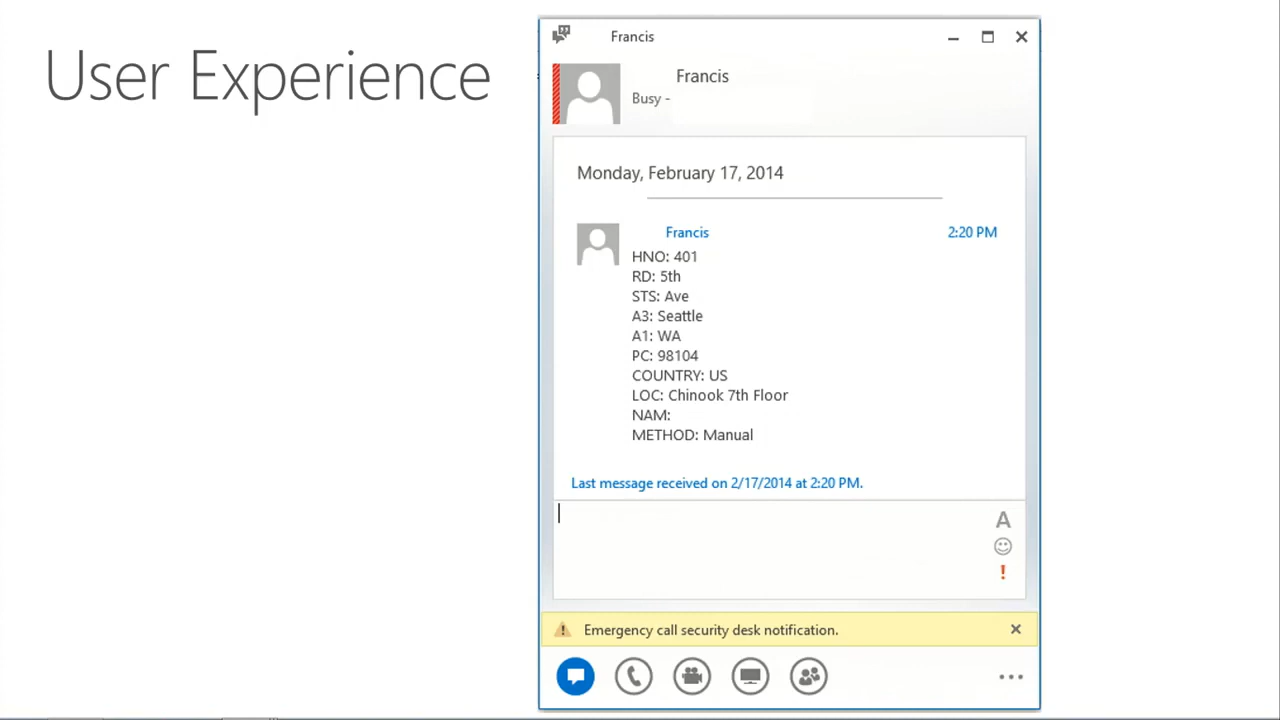 User Experience
Francis
Francis
Busy -
Monday, February 17, 2014
Francis 2:20 PM
HNO: 401
RD: 5th
STS: Ave
A3: Seattle
A1: WA
PC: 98104
COUNTRY: US
LOC: Chinook 7th Floor
NAM:
METHOD: Manual
Last message received on 2/17/2014 at 2:20 PM.
A
!
Emergency call security desk notification.